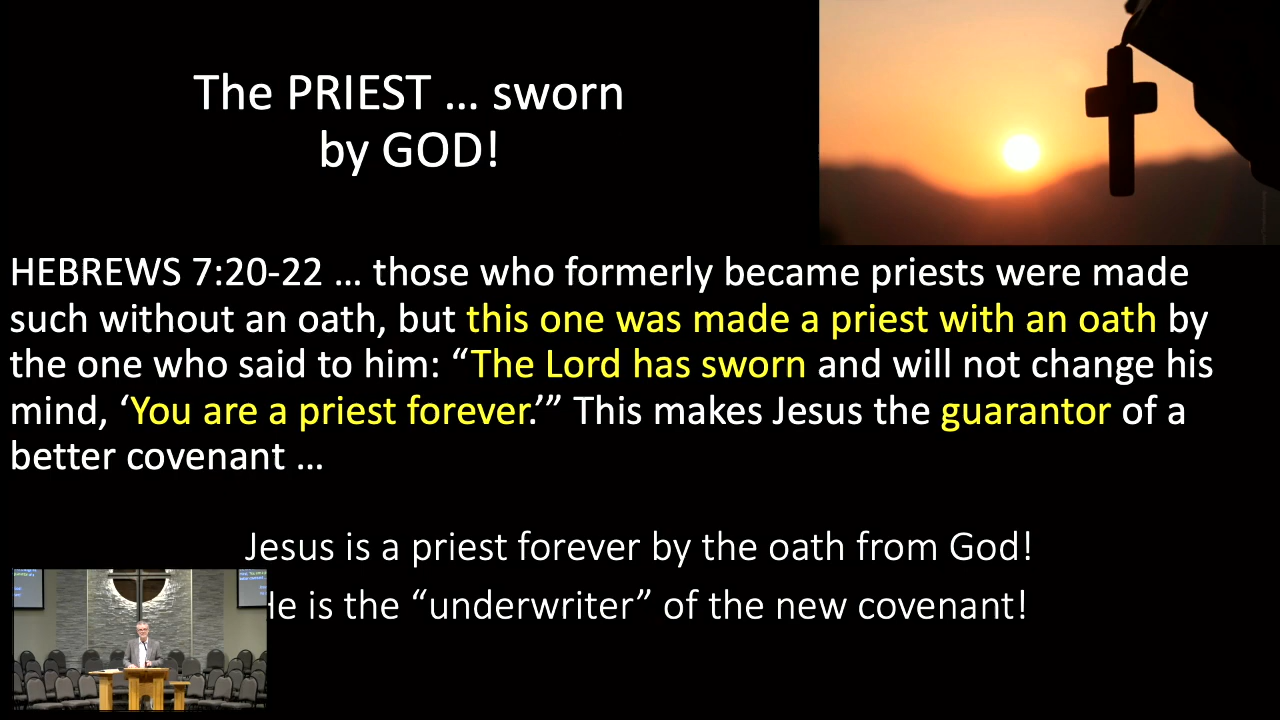 The PRIEST … sworn
by GOD!
HEBREWS 7:20-22 … those who formerly became priests were made
such without an oath, but this one was made a priest with an oath by
the one who said to him: “The Lord has sworn and will not change his
mind, ‘You are a priest forever.’” This makes Jesus the guarantor of a
better covenant …
Jesus is a priest forever by the oath from God!
He is the “underwriter” of the new covenant!